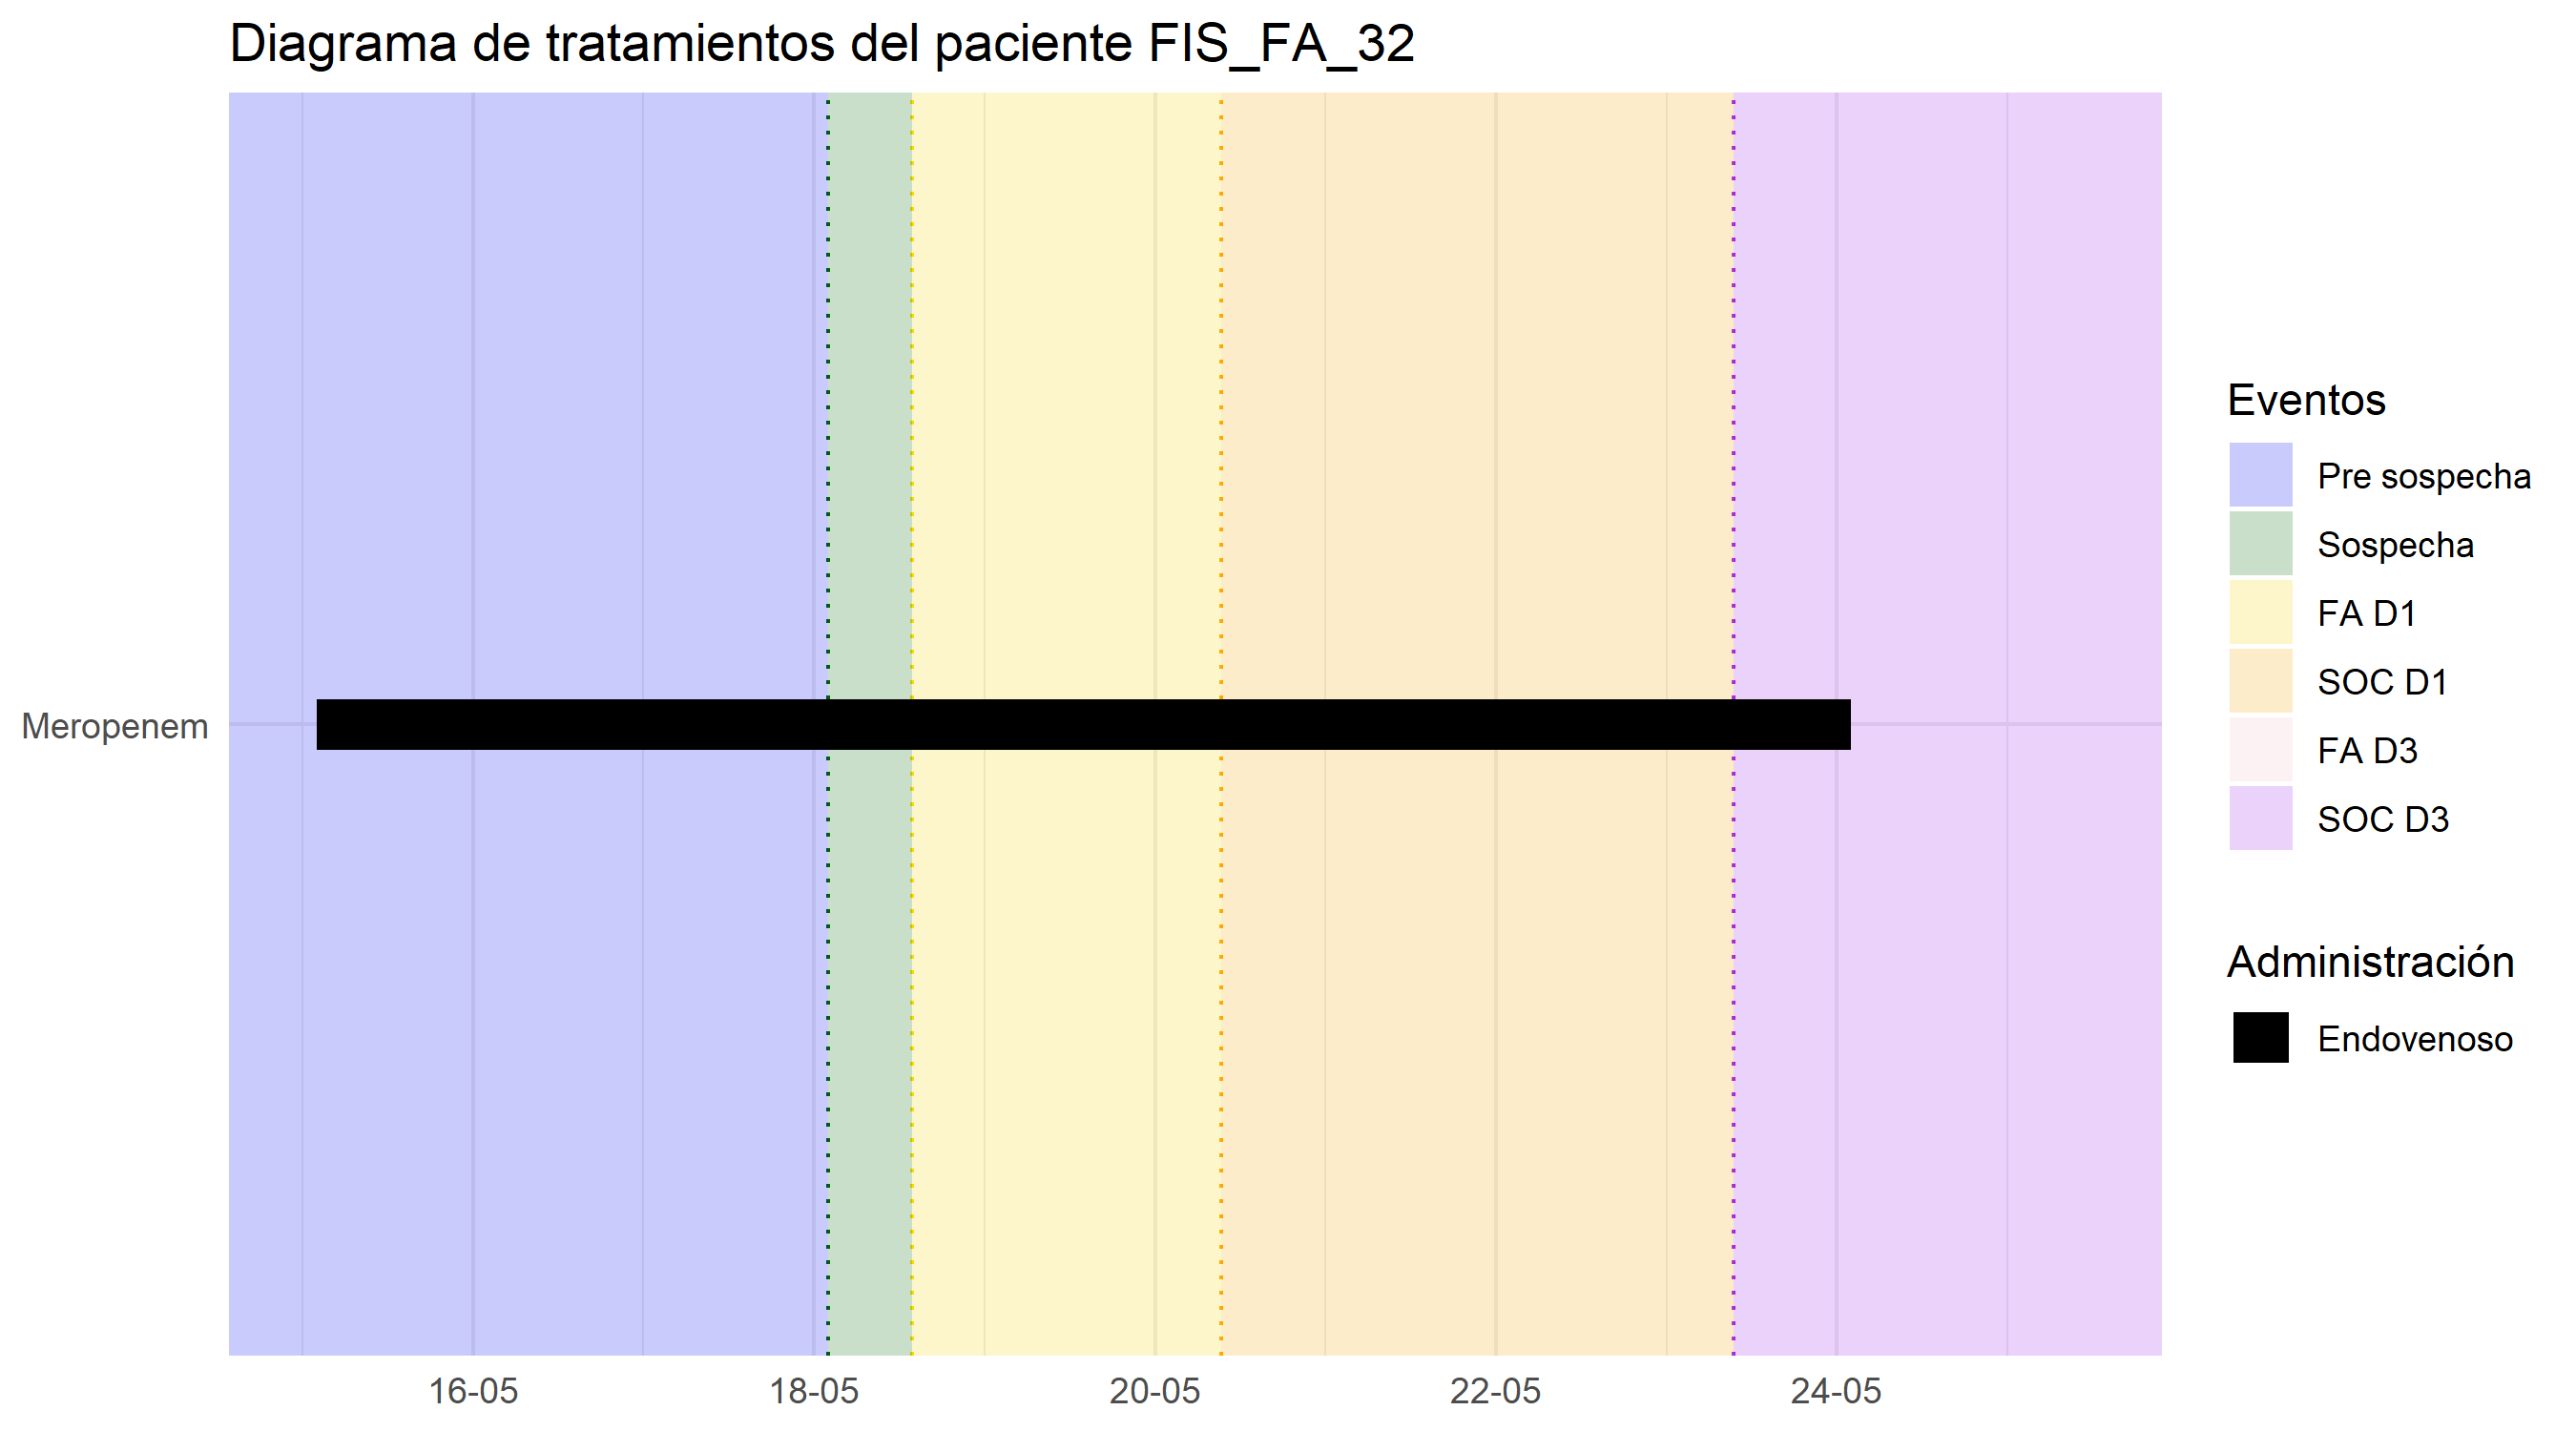 Diagrama de tratamientos del paciente FIS_FA_32
Meropenem
16-05
18-05
20-05
22-05
24-05
Eventos
Pre sospecha
Sospecha
FA D1
SOC D1
FA D3
SOC D3
Administración
Endovenoso